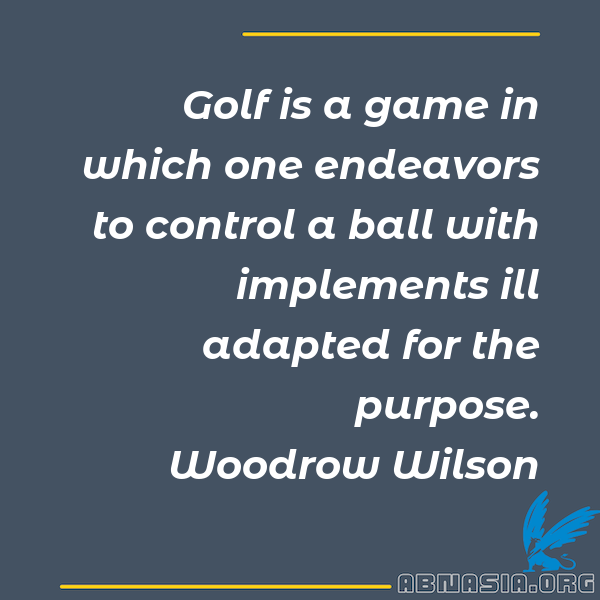 Golf is a game in
which one endeavors
to control a ball with
implements ill
adapted for the
purpose.
Woodrow Wilson
ABNASIA.ORG